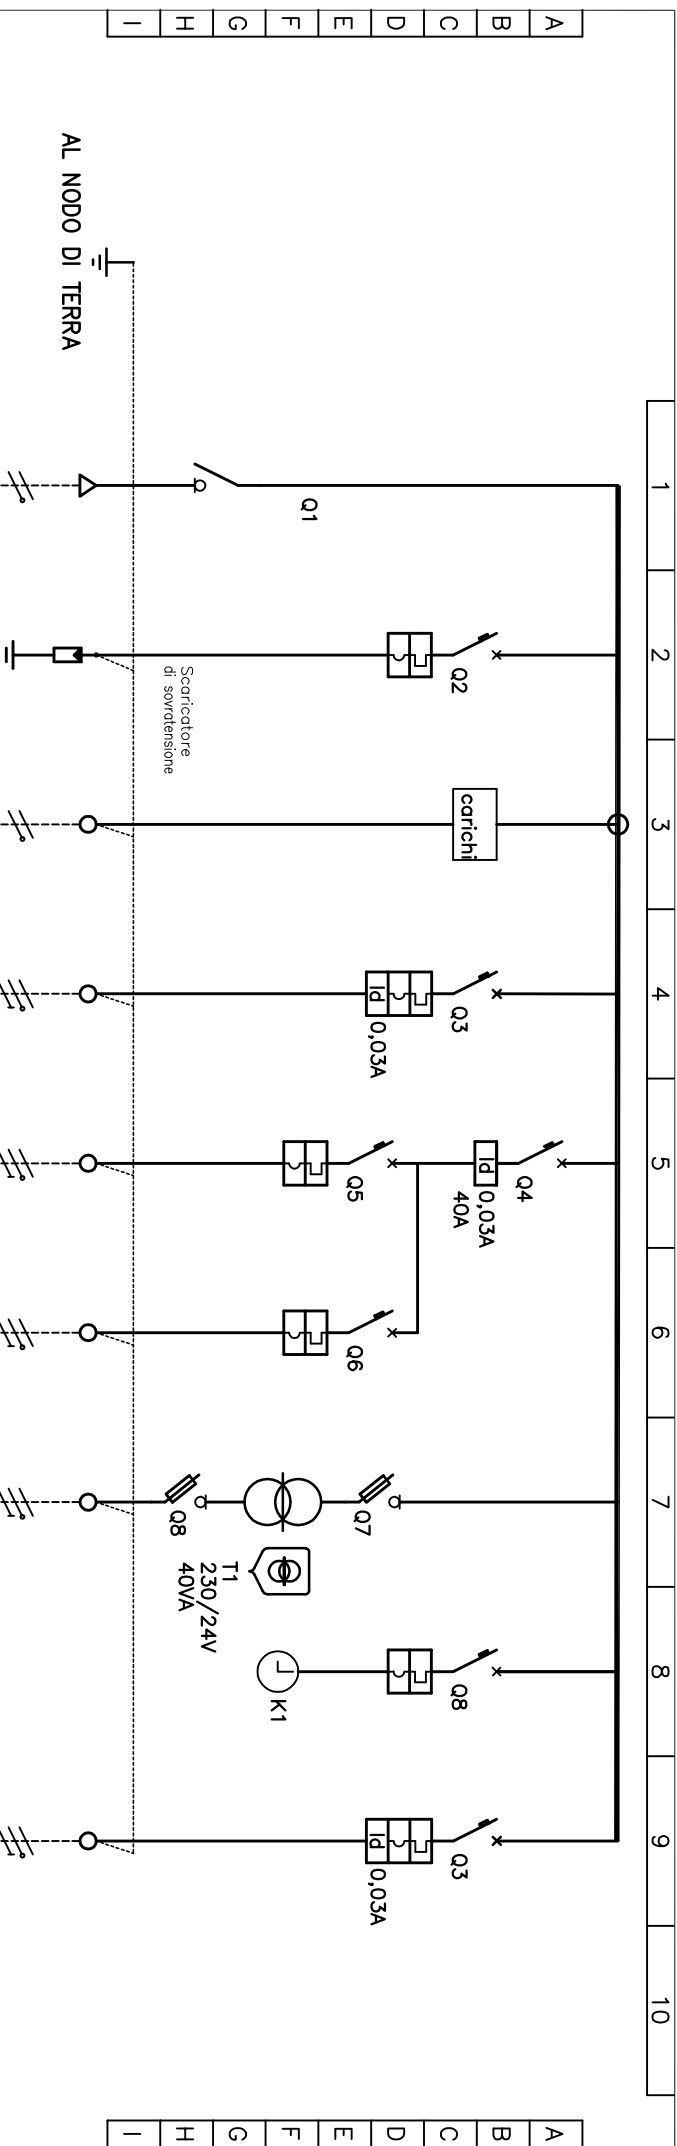 1
2
3
4
5
6
7
8
9
10
A
B
C
D
E
F
G
H
I
A
B
C
D
E
F
G
H
I
Q1
Q2
carichi
Q3
Id
0,03A
Q4
Id
0,03A
40A
Q5
Q6
Q7
T1
230/24V
40VA
Q8
Q8
K1
Q3
Id
0,03A
Scaricatore
di sovratensione
AL NODO DI TERRA